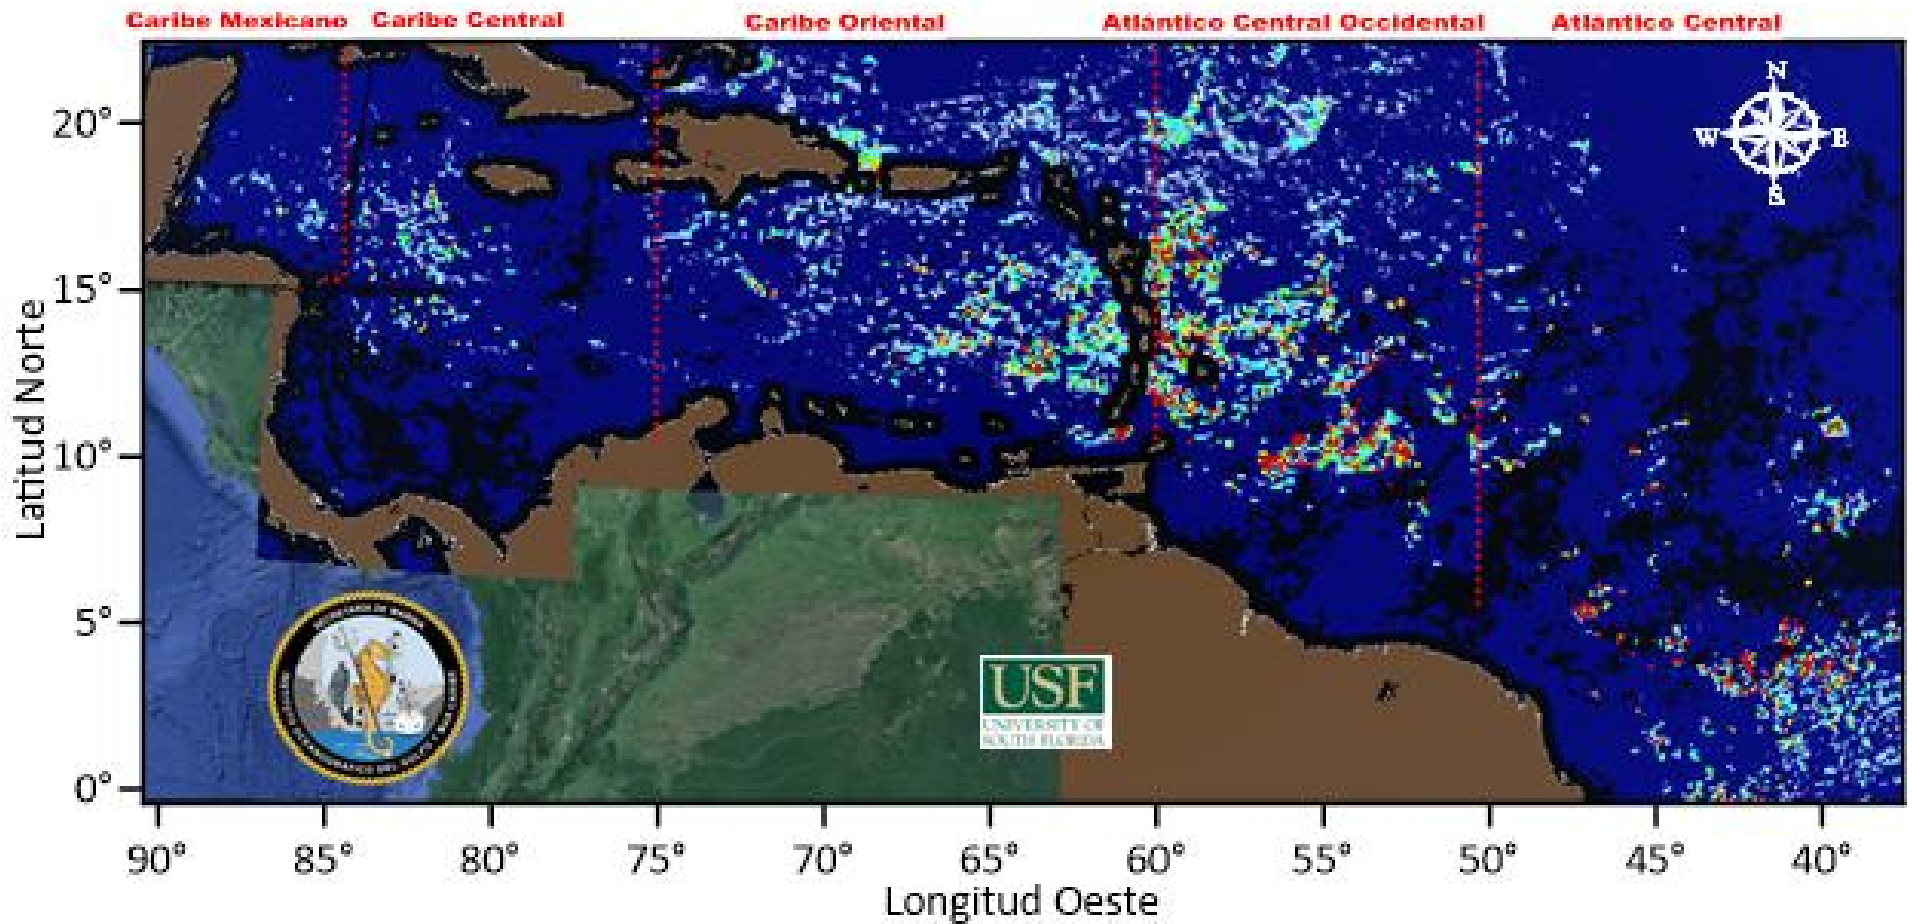 Caribe Mexicano Caribe Central Caribe Oriental Atlántico Central Occidental Atlántico Central
N
W E
S
20°
15°
10°
5°
0°
Latitud Norte
USF
UNIVERSITY OF
SOUTH FLORIDA
90° 85° 80° 75° 70° 65° 60° 55° 50° 45° 40°
Longitud Oeste